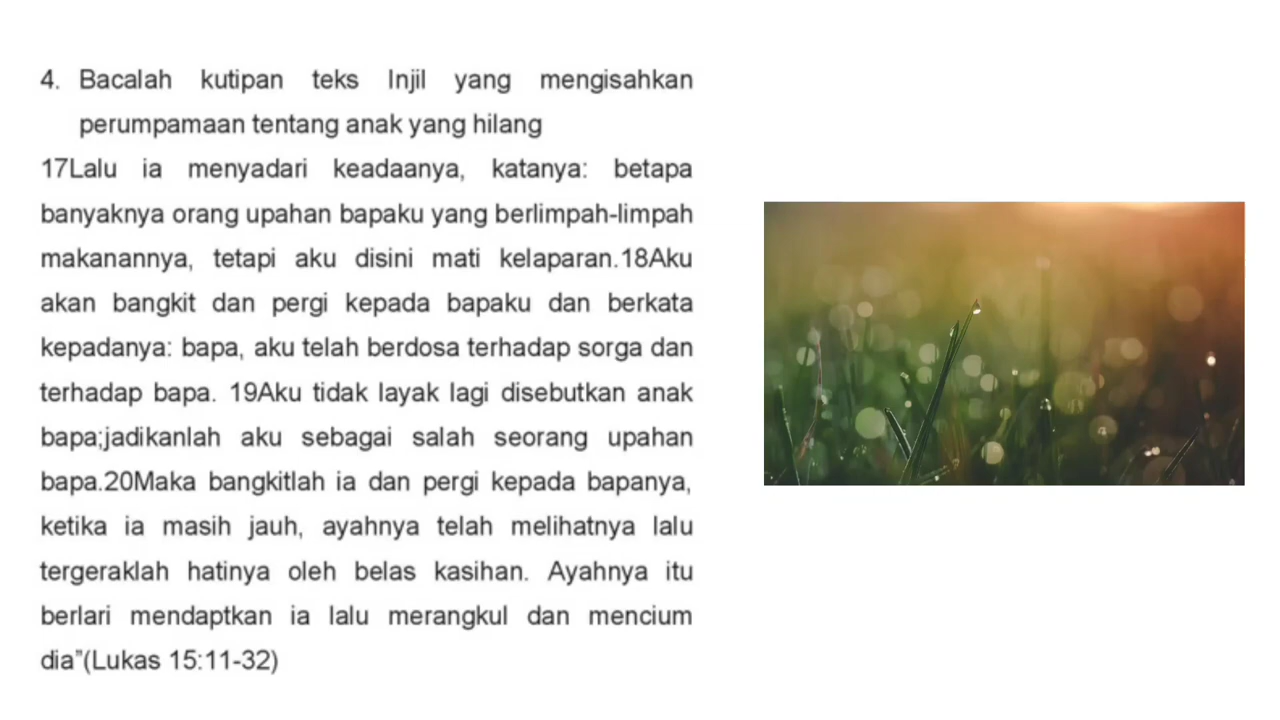 4. Bacalah kutipan teks Injil yang mengisahkan
perumpamaan tentang anak yang hilang
17Lalu ia menyadari keadaanya, katanya: betapa
banyaknya orang upahan bapaku yang berlimpah-limpah
makanannya, tetapi aku disini mati kelaparan.18Aku
akan bangkit dan pergi kepada bapaku dan berkata
kepadanya: bapa, aku telah berdosa terhadap sorga dan
terhadap bapa. 19Aku tidak layak lagi disebutkan anak
bapa;jadikanlah aku sebagai salah seorang upahan
bapa.20Maka bangkitlah ia dan pergi kepada bapanya,
ketika ia masih jauh, ayahnya telah melihatnya lalu
tergeraklah hatinya oleh belas kasihan. Ayahnya itu
berlari mendaptkan ia lalu merangkul dan mencium
dia”(Lukas 15:11-32)